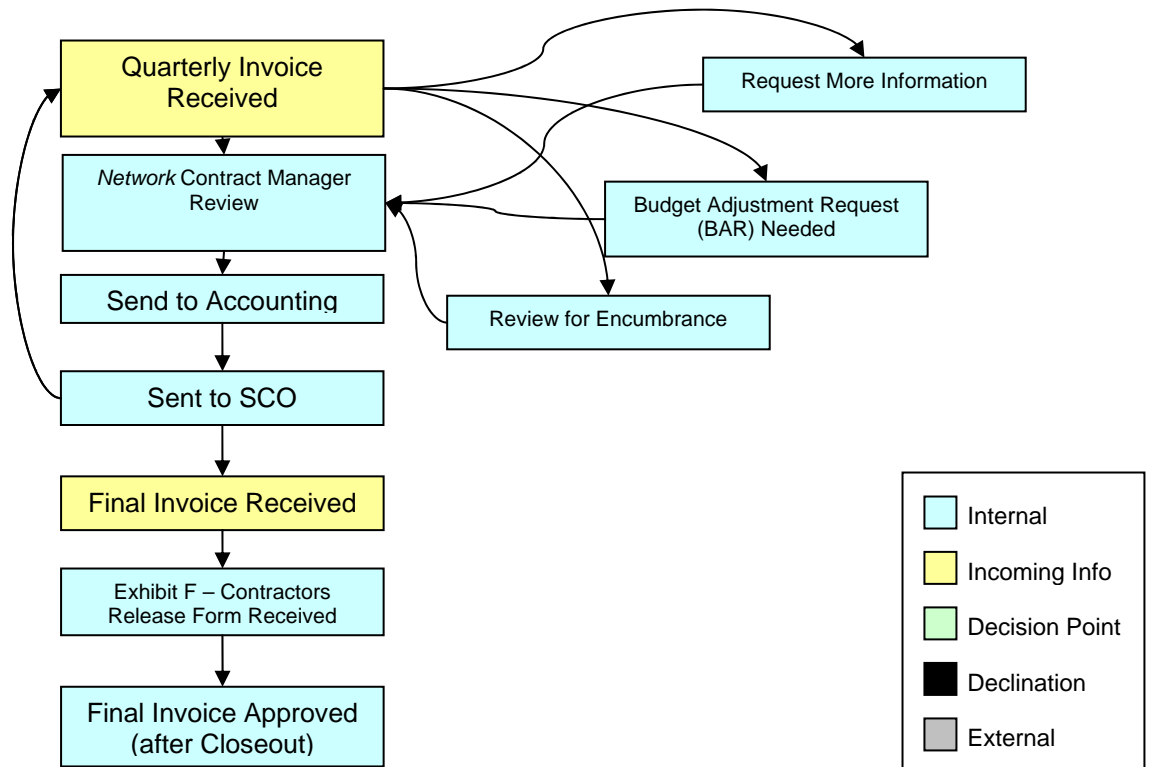 Quarterly Invoice
Received
Request More Information
Network Contract Manager
Review
Budget Adjustment Request
(BAR) Needed
Send to Accounting
Review for Encumbrance
Sent to SCO
Final Invoice Received
Exhibit F – Contractors
Release Form Received
Final Invoice Approved
(after Closeout)
Internal
Incoming Info
Decision Point
Declination
External